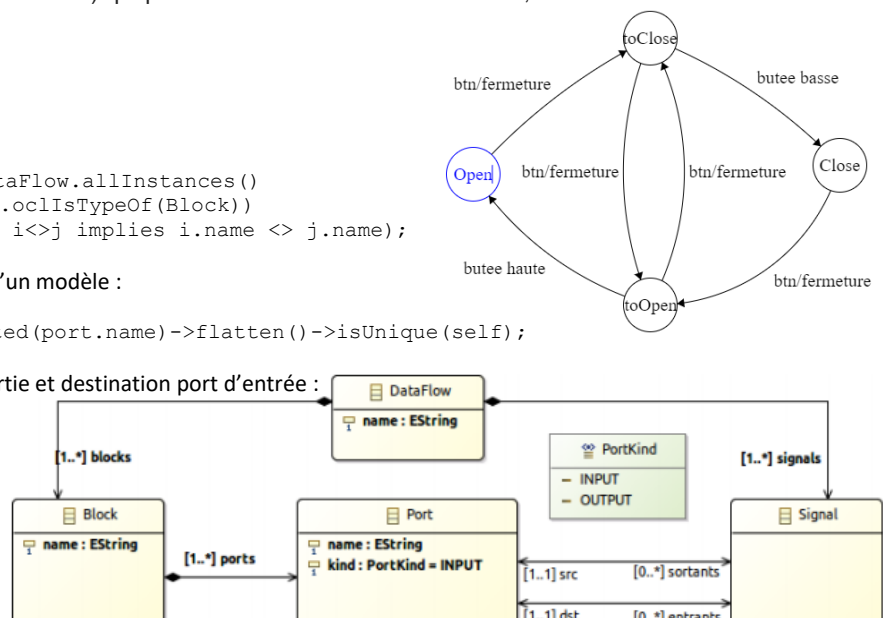 toClose
btn/fermeture
butee basse
Open
btn/fermeture
btn/fermeture
Close
butee haute
btn/fermeture
toOpen
taFlow.allInstances()
.oclIsTypeOf(Block))
i<>j implies i.name <> j.name);
’un modèle :
ed(port.name)->flatten()->isUnique(self);
rtie et destination port d’entrée :
DataFlow
name : EString
[1..*] blocks
PortKind
INPUT
OUTPUT
[1..*] signals
Block
name : EString
[1..*] ports
Port
name : EString
kind : PortKind = INPUT
Signal
[1..1] src
[0..*] sortants
[1..1] dst
[0..*] entrants